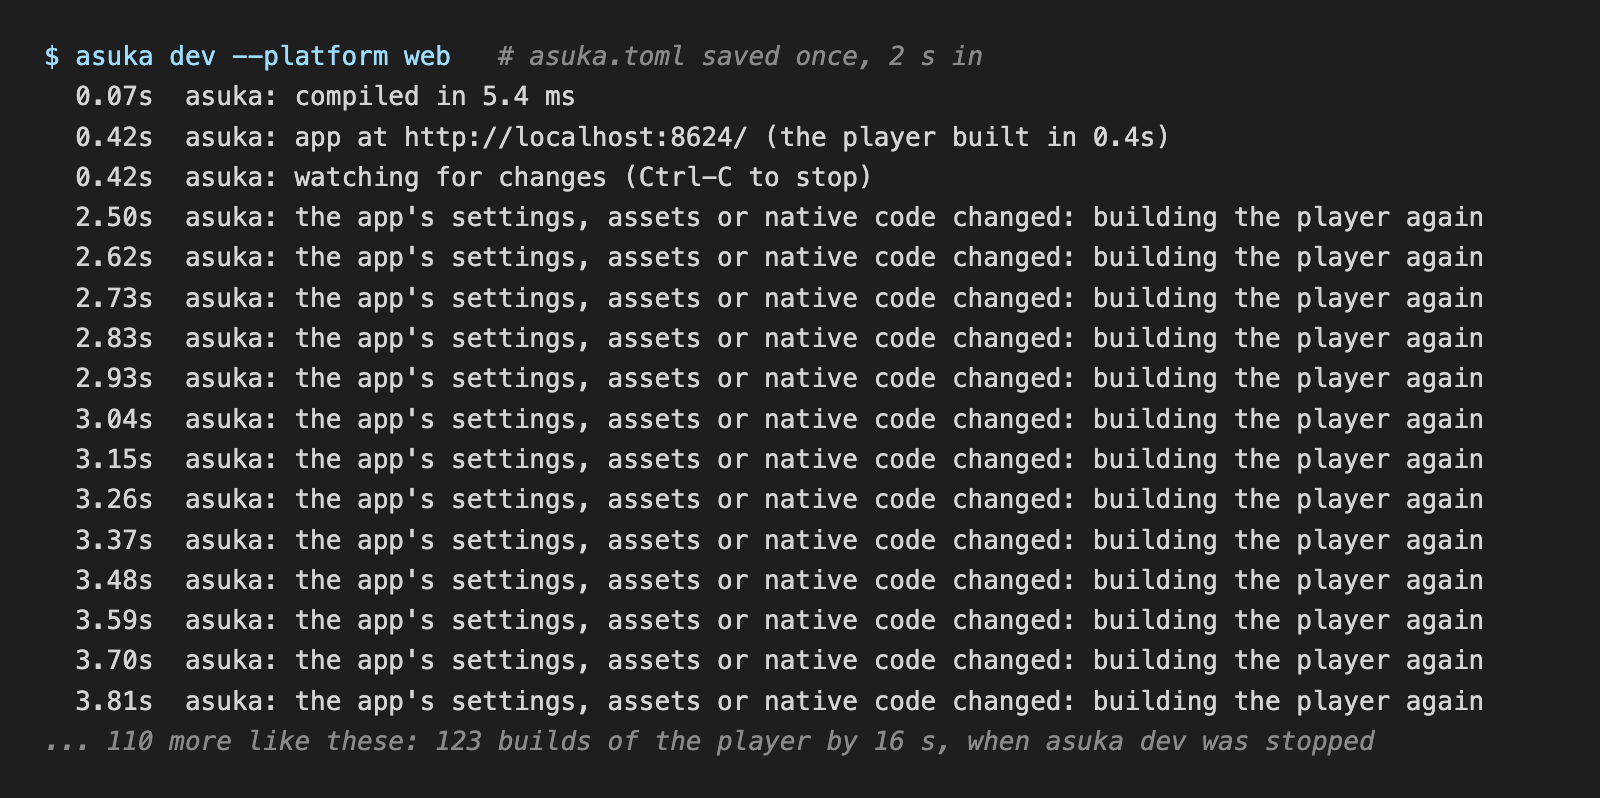 $ asuka dev --platform web   # asuka.toml saved once, 2 s in
0.07s  asuka: compiled in 5.4 ms
0.42s  asuka: app at http://localhost:8624/ (the player built in 0.4s)
0.42s  asuka: watching for changes (Ctrl-C to stop)
2.50s  asuka: the app's settings, assets or native code changed: building the player again
2.62s  asuka: the app's settings, assets or native code changed: building the player again
2.73s  asuka: the app's settings, assets or native code changed: building the player again
2.83s  asuka: the app's settings, assets or native code changed: building the player again
2.93s  asuka: the app's settings, assets or native code changed: building the player again
3.04s  asuka: the app's settings, assets or native code changed: building the player again
3.15s  asuka: the app's settings, assets or native code changed: building the player again
3.26s  asuka: the app's settings, assets or native code changed: building the player again
3.37s  asuka: the app's settings, assets or native code changed: building the player again
3.48s  asuka: the app's settings, assets or native code changed: building the player again
3.59s  asuka: the app's settings, assets or native code changed: building the player again
3.70s  asuka: the app's settings, assets or native code changed: building the player again
3.81s  asuka: the app's settings, assets or native code changed: building the player again
... 110 more like these: 123 builds of the player by 16 s, when asuka dev was stopped